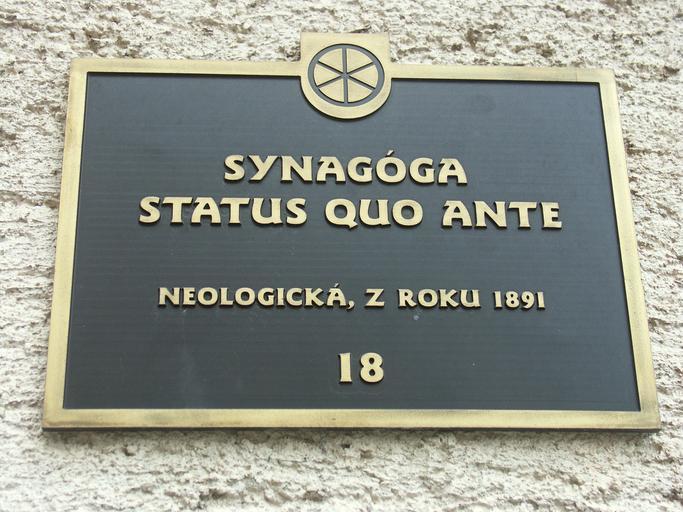 SYNAGÓGA
STATUS QUO ANTE
NEOLOGICKÁ, Z ROKU 1891
18